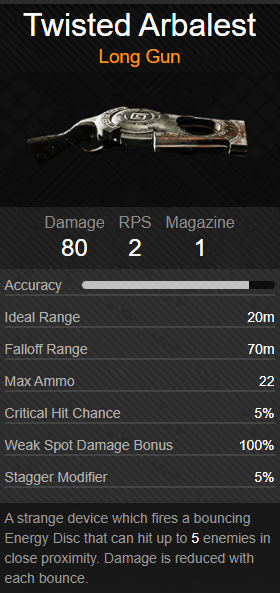 Twisted Arbalest
Long Gun
Damage RPS Magazine
80 2 1
Accuracy
Ideal Range 20m
Falloff Range 70m
Max Ammo 22
Critical Hit Chance 5%
Weak Spot Damage Bonus 100%
Stagger Modifier 5%
A strange device which fires a bouncing
Energy Disc that can hit up to 5 enemies in
close proximity. Damage is reduced with
each bounce.